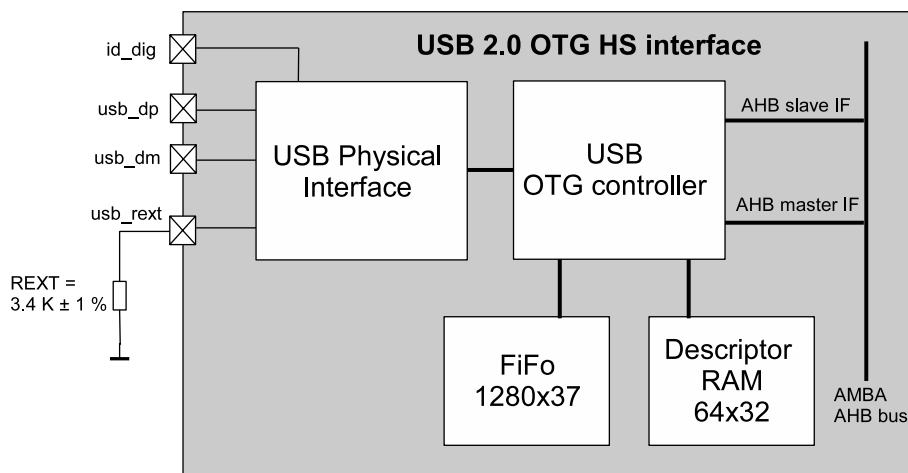 USB 2.0 OTG HS interface
id_dig
usb_dp
usb_dm
usb_rext
REXT =
3.4 K ± 1 %
USB Physical
Interface
USB
OTG controller
AHB slave IF
AHB master IF
FiFo
1280x37
Descriptor
RAM
64x32
AMBA
AHB bus